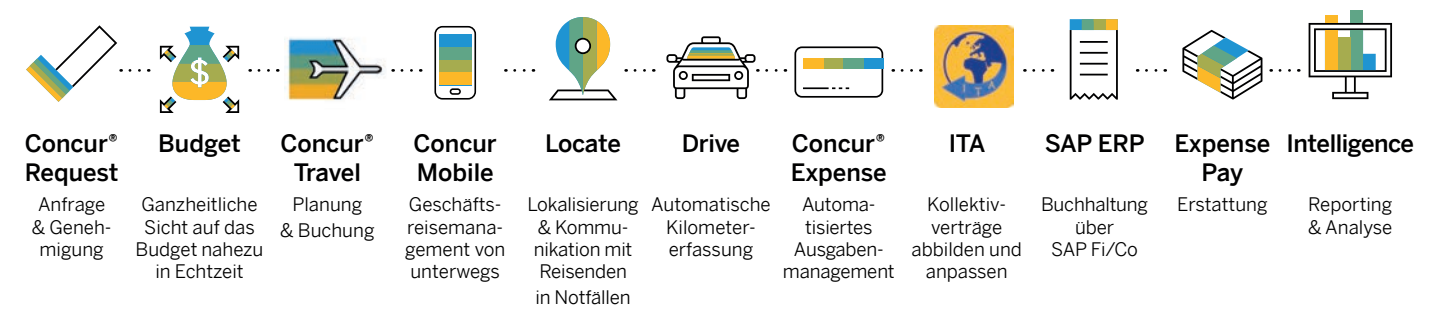 $
ITA
Concur®
Request
Anfrage
& Geneh-
migung
Budget
Ganzheitliche
Sicht auf das
Budget nahezu
in Echtzeit
Concur®
Travel
Planung
& Buchung
Concur
Mobile
Geschäfts-
reisemana-
gement von
unterwegs
Locate
Lokalisierung
& Kommu-
nikation mit
Reisenden
in Notfällen
Drive
Automatische
Kilometer-
erfassung
Concur®
Expense
Automa-
tisiertes
Ausgaben-
management
ITA
Kollektiv-
verträge
abbilden und
anpassen
SAP ERP
Buchhaltung
über
SAP Fi/Co
Expense
Pay
Erstattung
Intelligence
Reporting
& Analyse